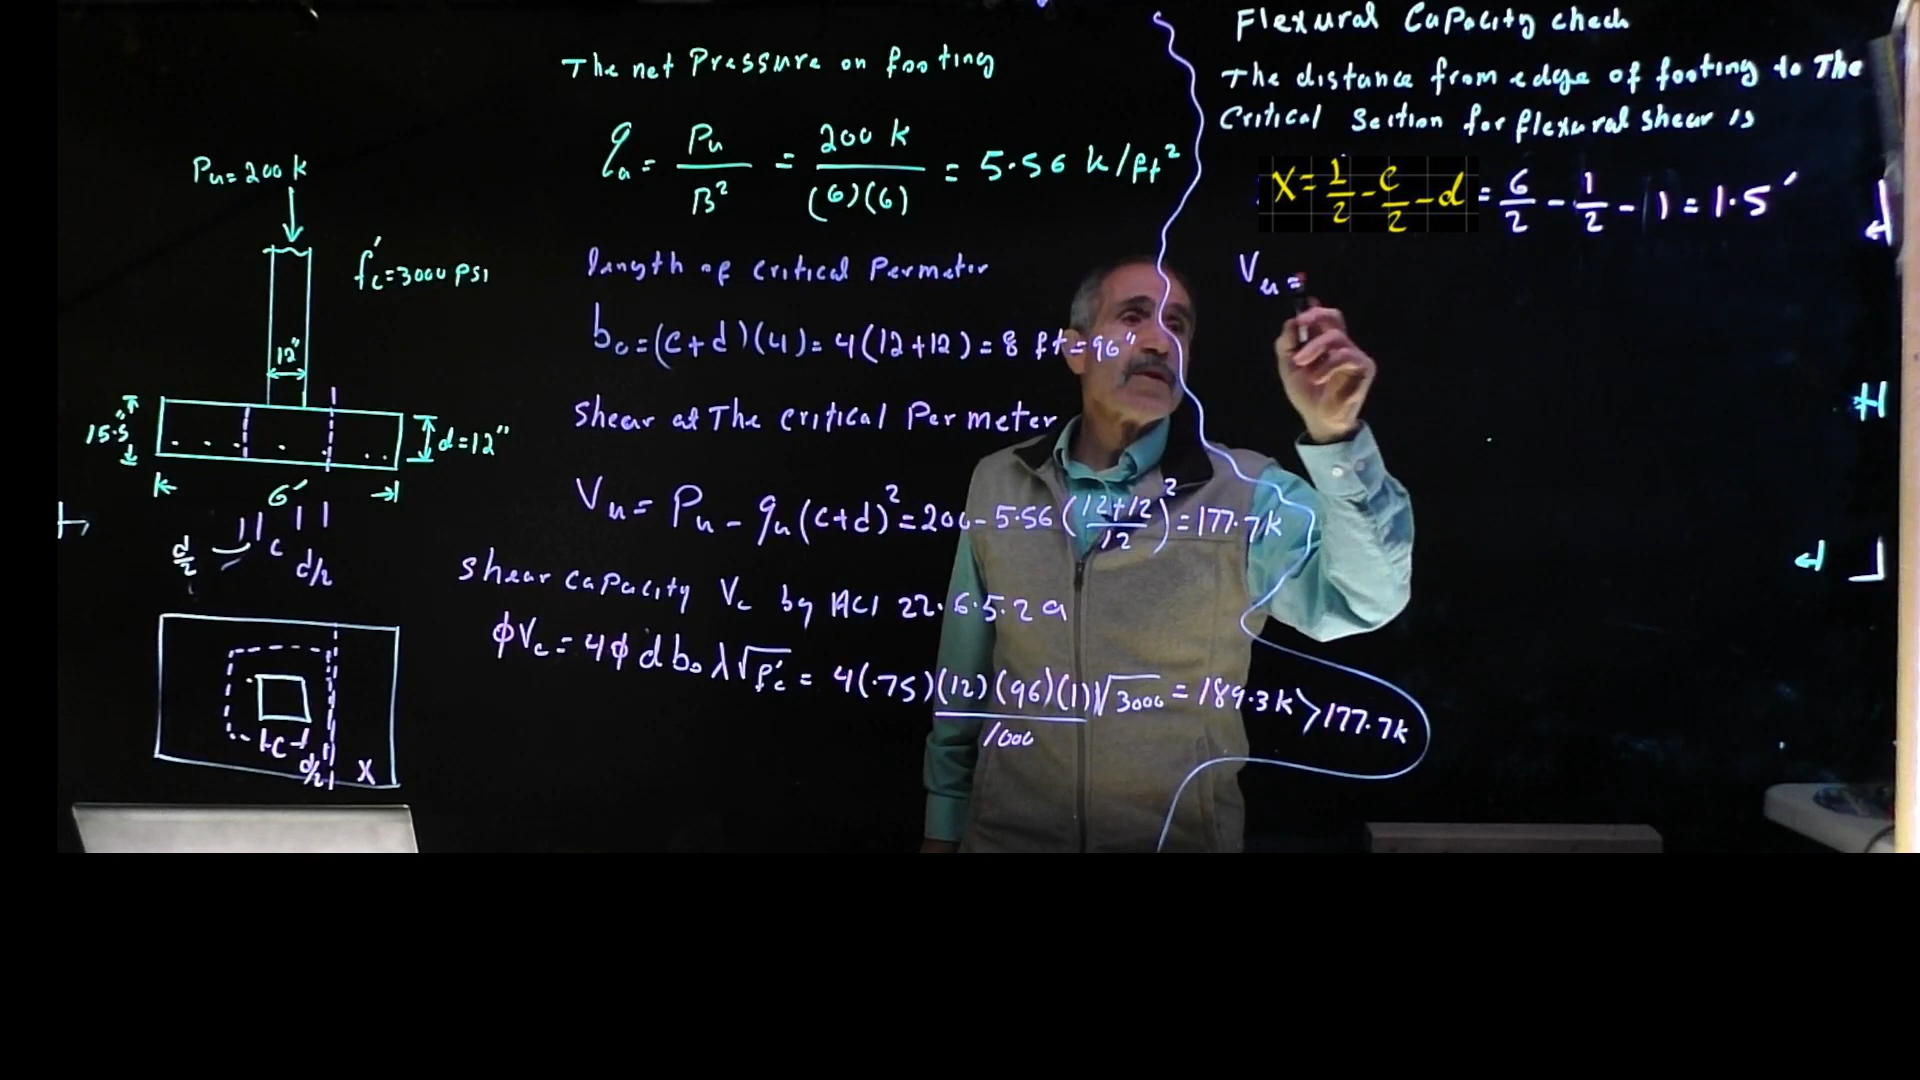 Pu = 200 k
f'c = 3000 PSI
12"
15.5"
d = 12"
6'
d/2
c
d/2
c
d/2
X
The net Pressure on footing
qa = Pu / B² = 200 k / (6)(6) = 5.56 k/ft²
length of critical Permeter
bo = (c+d)(4) = 4(12+12) = 8 ft = 96"
Shear at The critical Permeter
Vu = Pu - qu(c+d)² = 200 - 5.56 ((12+12)/12)² = 177.7k
shear capacity Vc by ACI 22.6.5.2 a
ϕVc = 4ϕ d bo λ√f'c = 4(.75)(12)(96)(1)√3000 / 1000 = 189.3k > 177.7k
Flexural Capacity check
The distance from edge of footing to The
Critical Section for flexural shear is
X = 1/2 - c/2 - d = 6/2 - 1/2 - 1 = 1.5'
Vu =